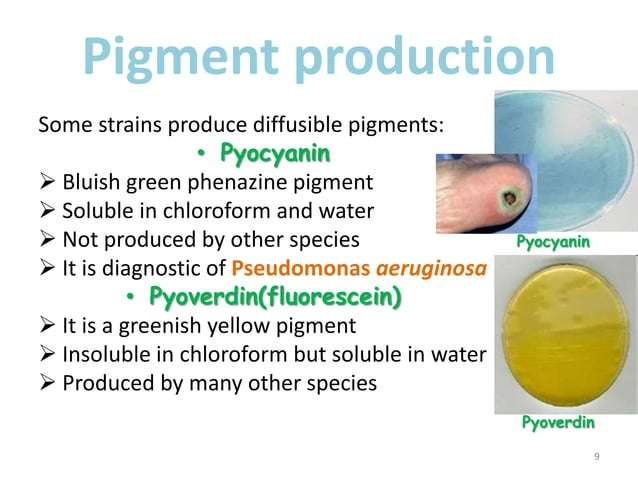 Pigment production
Some strains produce diffusible pigments:
• Pyocyanin
➢ Bluish green phenazine pigment
➢ Soluble in chloroform and water
➢ Not produced by other species
➢ It is diagnostic of Pseudomonas aeruginosa
• Pyoverdin(fluorescein)
➢ It is a greenish yellow pigment
➢ Insoluble in chloroform but soluble in water
➢ Produced by many other species
Pyocyanin
Pyoverdin
9